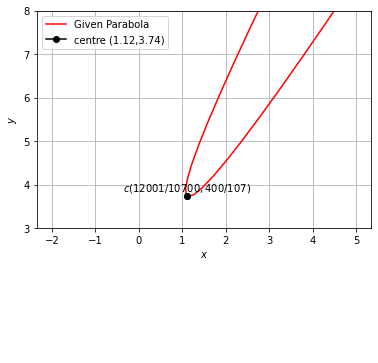 8
7
6
5
4
3
y
Given Parabola
centre (1.12,3.74)
c(12001/10700, 400/107)
−2 −1 0 1 2 3 4 5
x